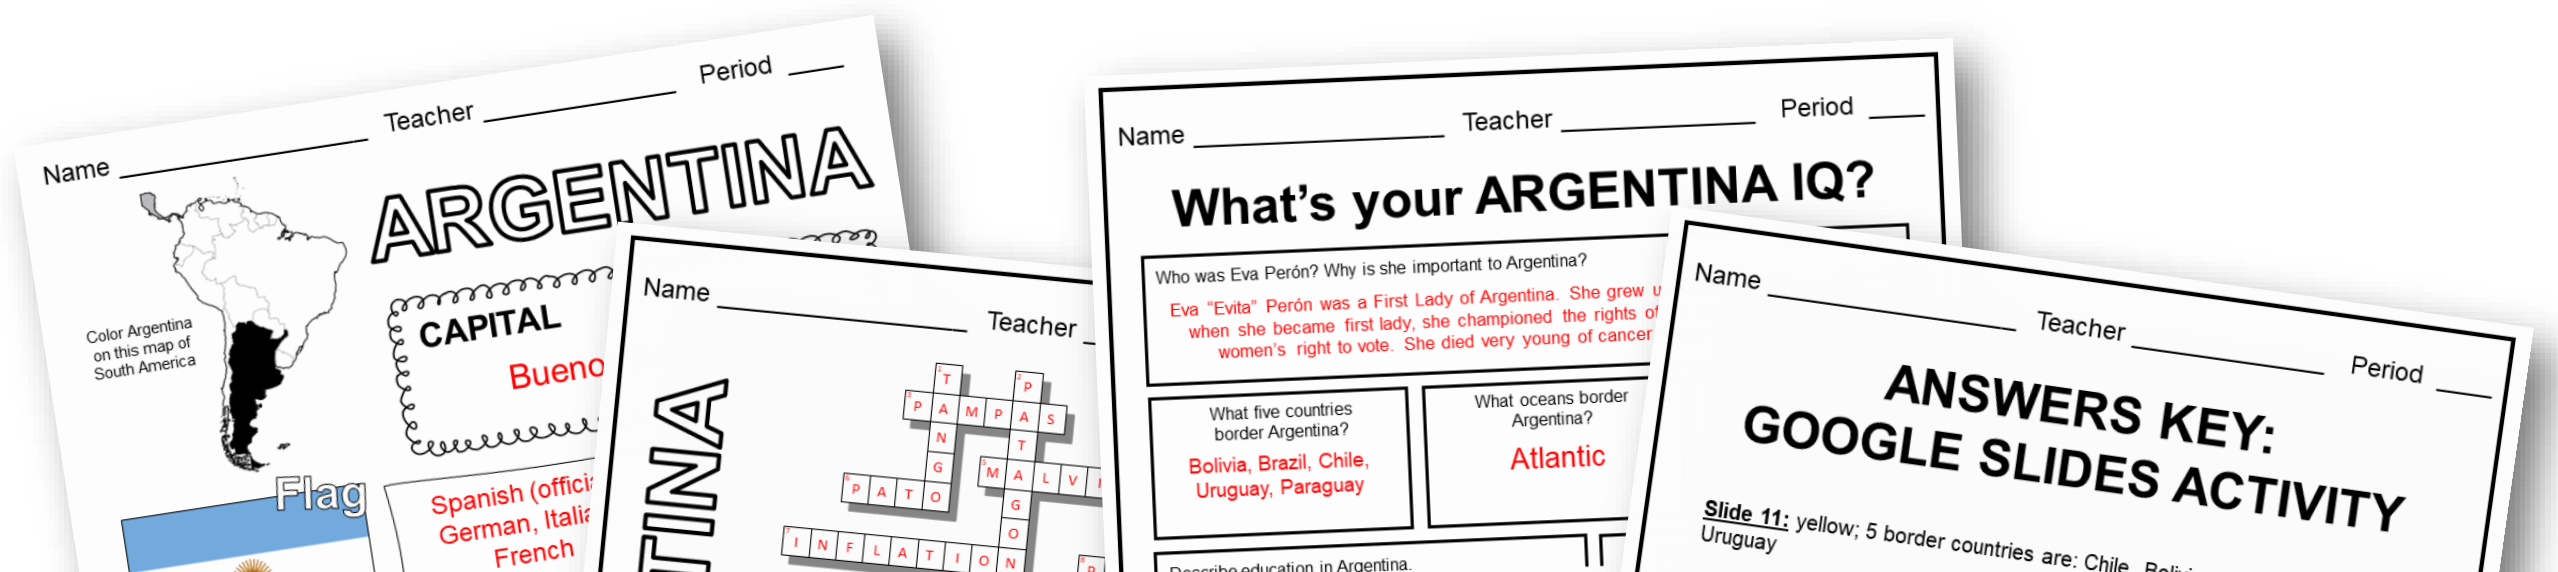 Name Teacher Period
ARGENTINA
Color Argentina
on this map of
South America
CAPITAL
Flag
Spanish
German,
French
Name Teacher
T
P
PAMPAS
N
T
G
PATO
G
O
INFLATION
Name Teacher Period
What's your ARGENTINA IQ?
Who was Eva Perón? Why is she important to Argentina?
Eva "Evita" Perón was a First Lady of Argentina. She grew
when she became first lady, she championed the rights of
women's right to vote. She died very young of cancer
What five countries
border Argentina?
Bolivia, Brazil, Chile,
Uruguay, Paraguay
What oceans border
Argentina?
Atlantic
Describe education in Argentina.
Name Teacher Period
ANSWERS KEY:
GOOGLE SLIDES ACTIVITY
Slide 11: yellow; 5 border countries are: Chile,
Uruguay